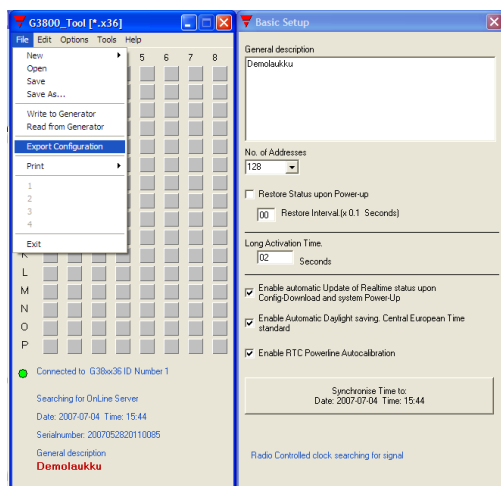 G3800_Tool [*.x36]
File Edit Options Tools Help
New
Open
Save
Save As...
Write to Generator
Read from Generator
Export Configuration
Print
1
2
3
4
Exit
5 6 7 8
K
L
M
N
O
P
Connected to G38xx36 ID Number 1
Searching for OnLine Server
Date: 2007-07-04 Time: 15:44
Serialnumber: 2007052820110085
General description
Demolaukku
Basic Setup
General description
Demolaukku
No. of Addresses
128
Restore Status upon Power-up
00 Restore Interval.(x 0.1 Seconds)
Long Activation Time.
02 Seconds
Enable automatic Update of Realtime status upon
Config-Download and system Power-Up
Enable Automatic Daylight saving. Central European Time
standard
Enable RTC Powerline Autocalibration
Synchronise Time to:
Date: 2007-07-04 Time: 15:44
Radio Controlled clock searching for signal